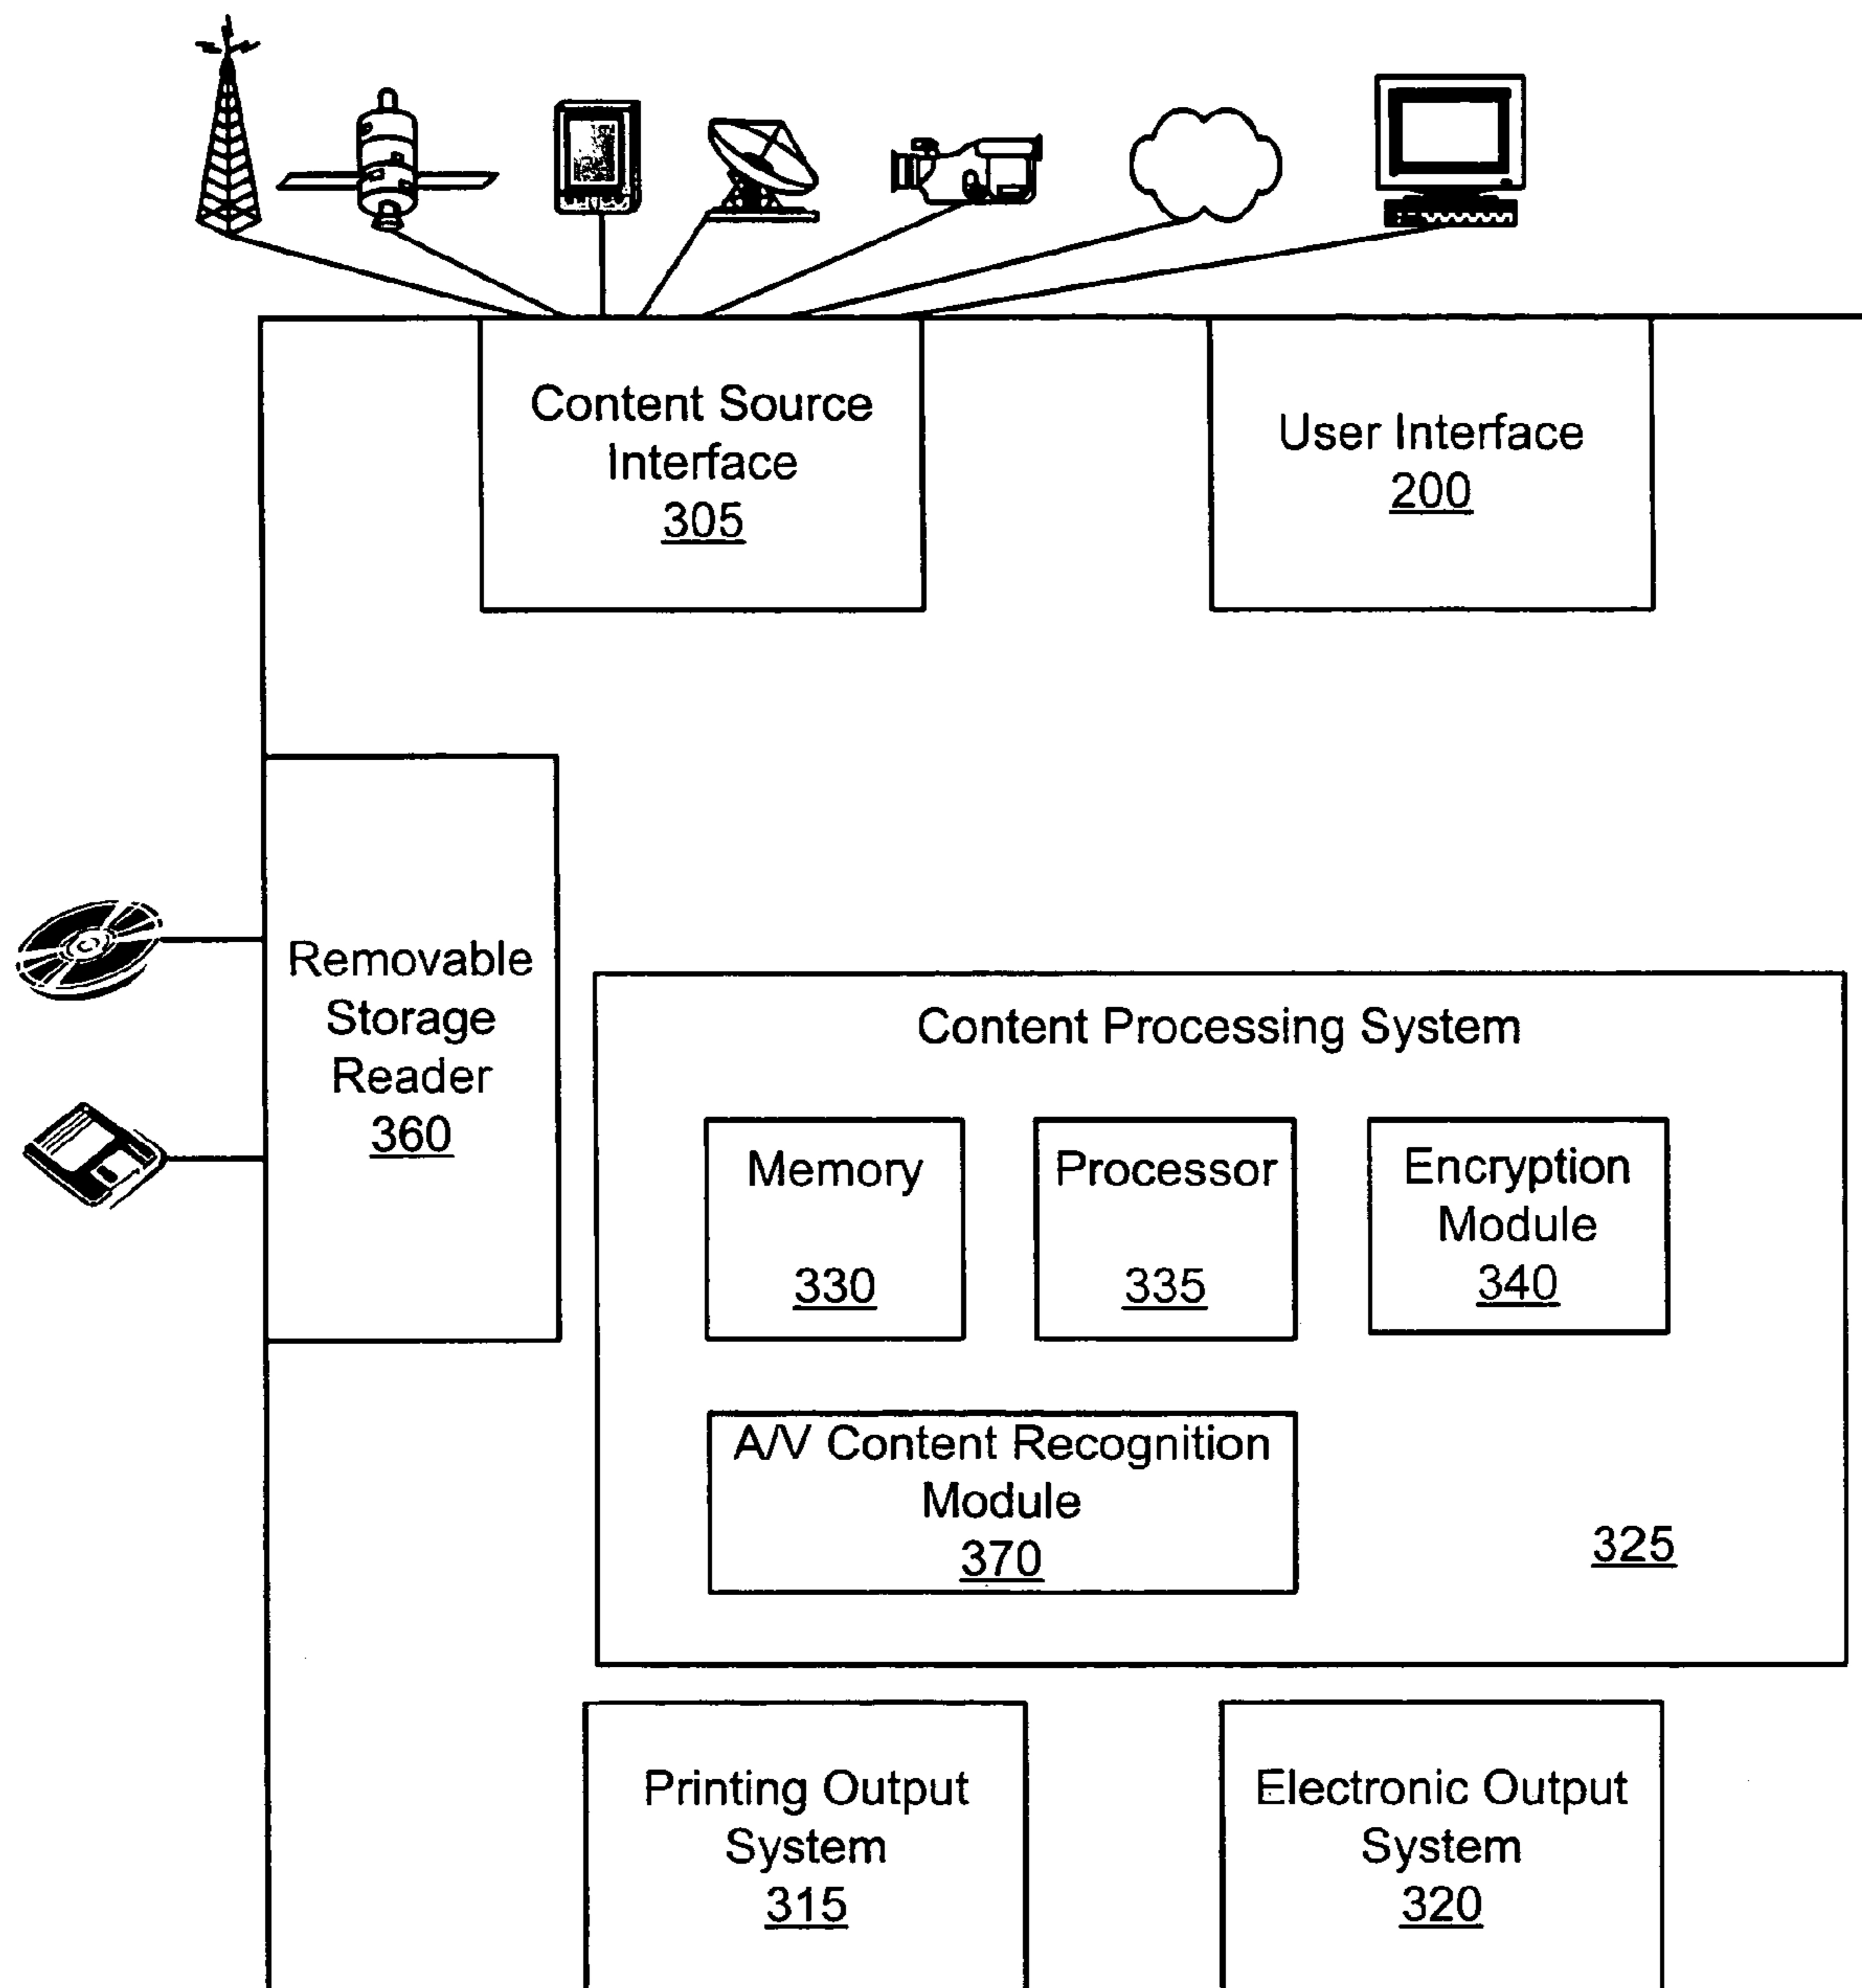 Content Source
Interface
305
User Interface
200
Removable
Storage
Reader
360
Content Processing System
Memory
330
Processor
335
Encryption
Module
340
A/V Content Recognition
Module
370
325
Printing Output
System
315
Electronic Output
System
320